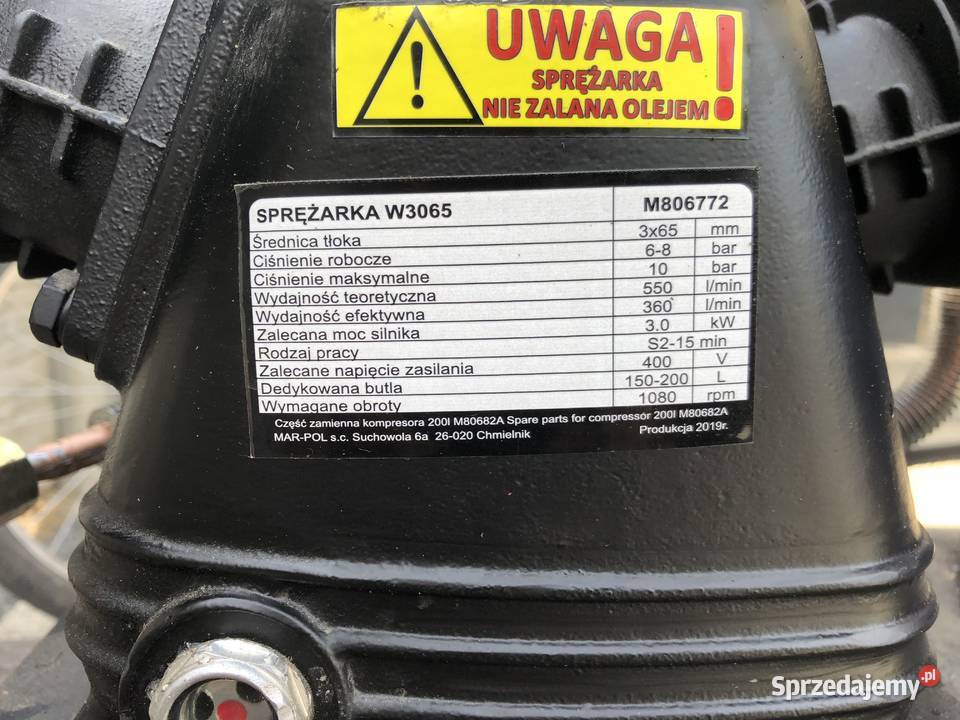 UWAGA!
SPRĘŻARKA
NIE ZALANA OLEJEM
SPRĘŻARKA W3065 M806772
Średnica tłoka 3x65 mm
Ciśnienie robocze 6-8 bar
Ciśnienie maksymalne 10 bar
Wydajność teoretyczna 550 l/min
Wydajność efektywna 360 l/min
Zalecana moc silnika 3.0 kW
Rodzaj pracy S2-15 min
Zalecane napięcie zasilania 400 V
Dedykowana butla 150-200 L
Wymagane obroty 1080 rpm
Część zamienna kompresora 200l M80682A Spare parts for compressor 200l M80682A
MAR-POL s.c. Suchowola 6a 26-020 Chmielnik Produkcja 2019r.
Sprzedajemy.pl